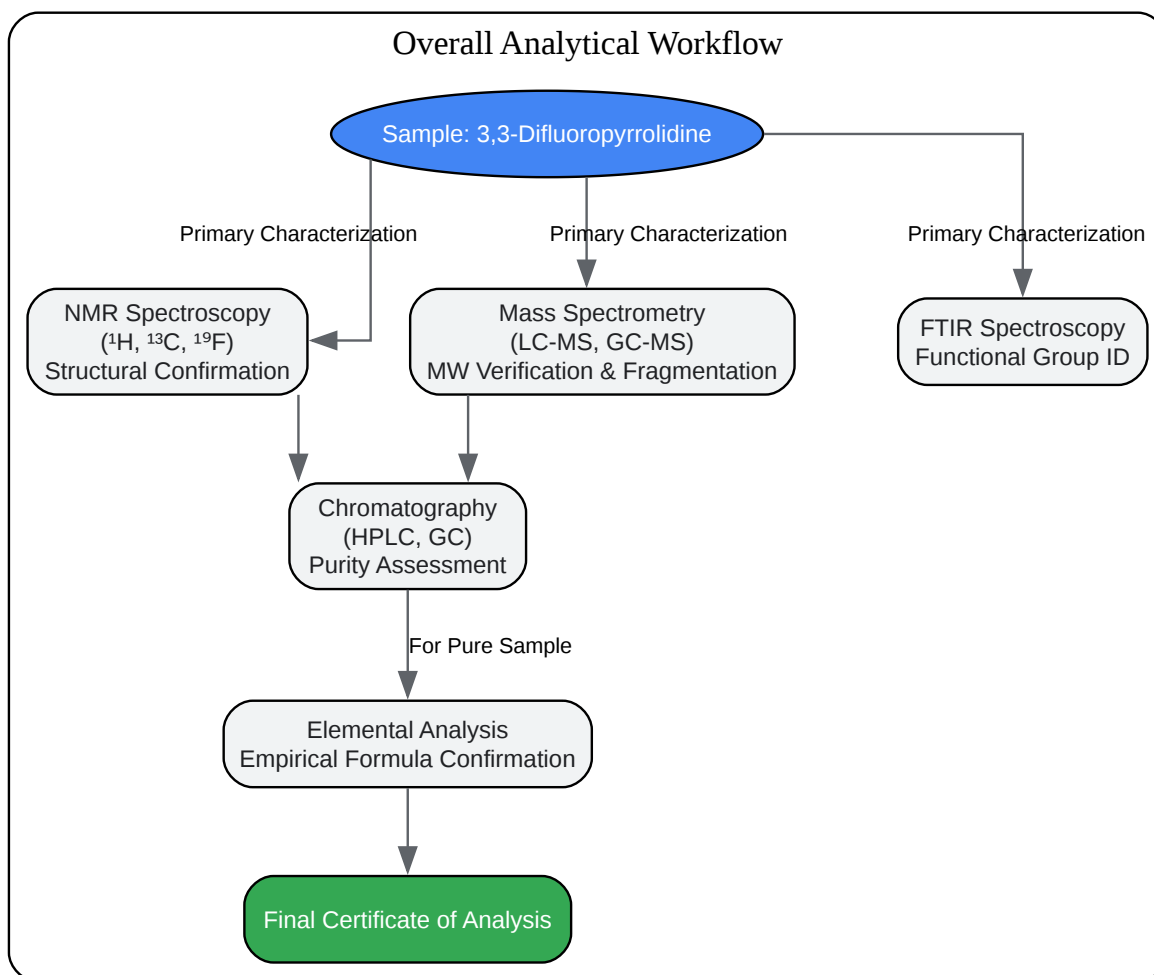 Overall Analytical Workflow
Sample: 3,3-Difluoropyrrolidine
Primary Characterization
Primary Characterization
Primary Characterization
NMR Spectroscopy
(¹H, ¹³C, ¹⁹F)
Structural Confirmation
Mass Spectrometry
(LC-MS, GC-MS)
MW Verification & Fragmentation
FTIR Spectroscopy
Functional Group ID
Chromatography
(HPLC, GC)
Purity Assessment
For Pure Sample
Elemental Analysis
Empirical Formula Confirmation
Final Certificate of Analysis